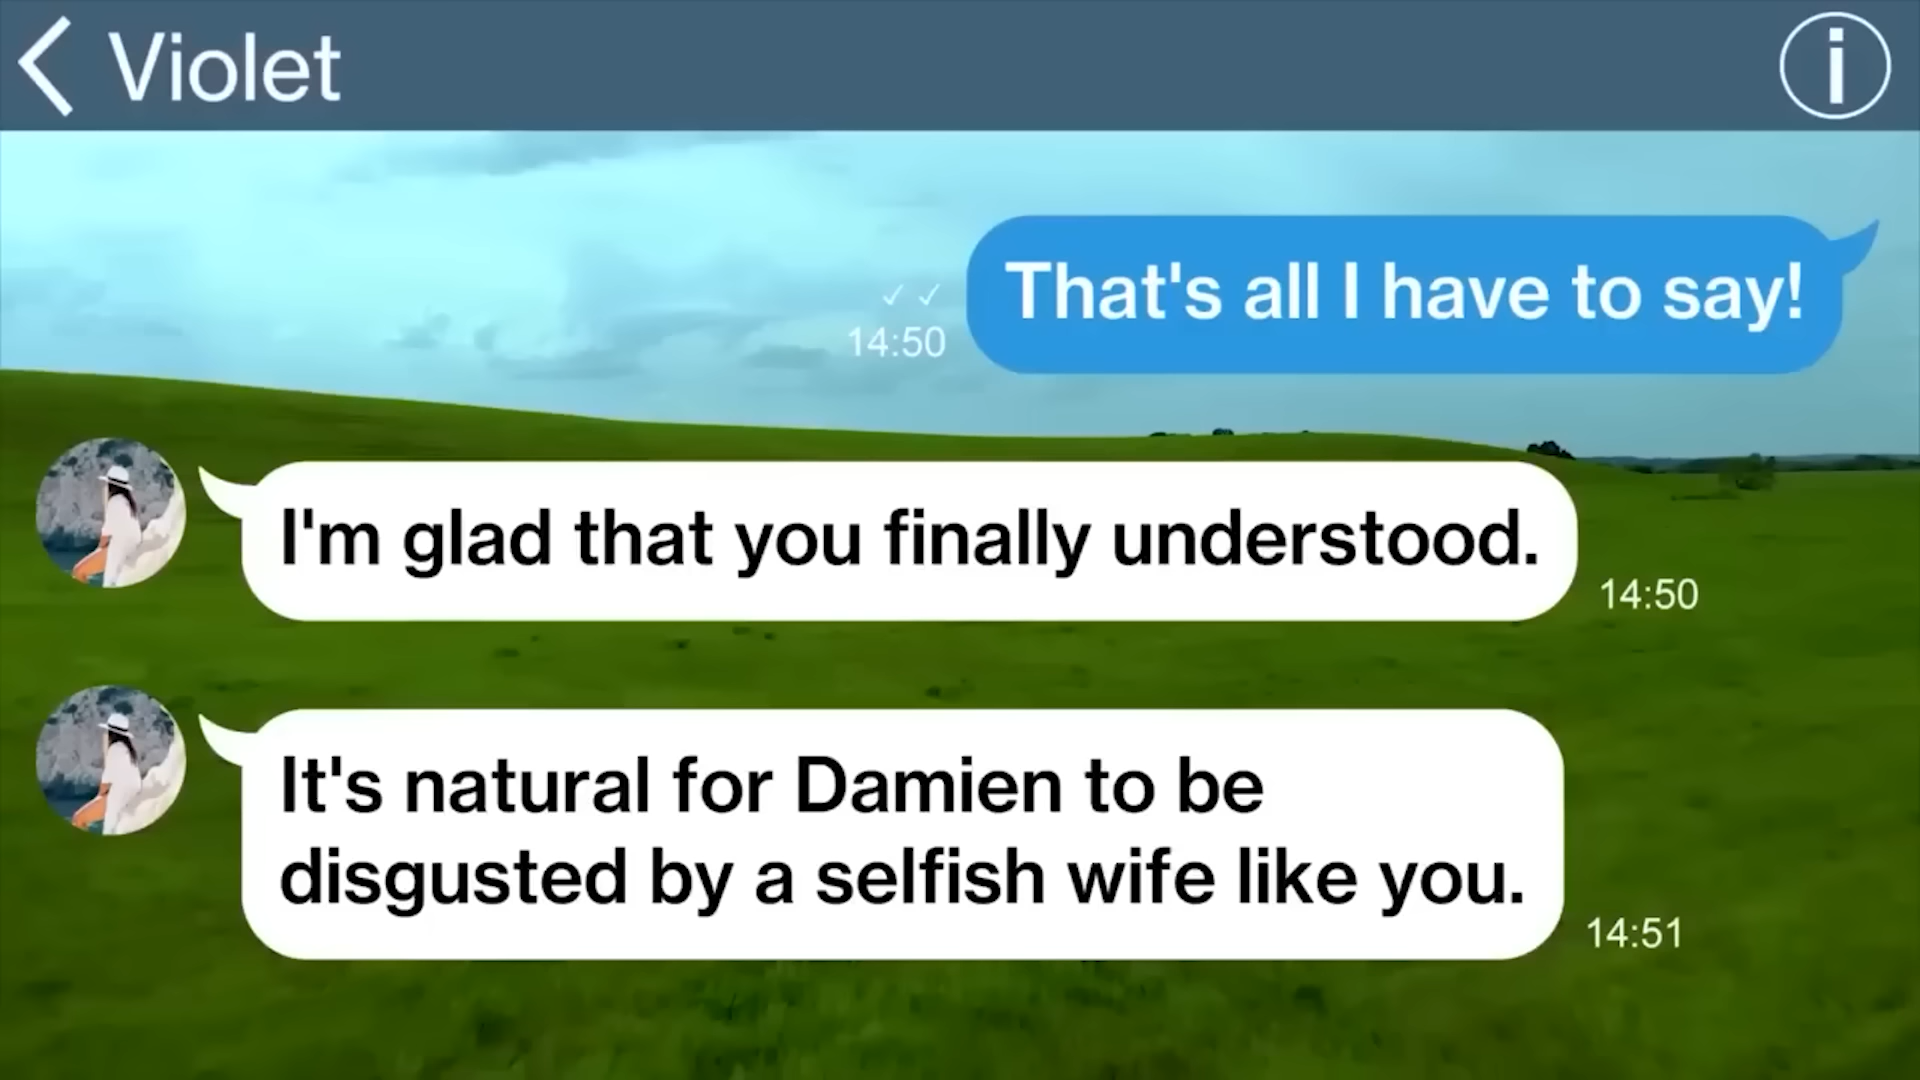 Violet
That's all I have to say!
✓ ✓
14:50
I'm glad that you finally understood.
14:50
It's natural for Damien to be
disgusted by a selfish wife like you.
14:51